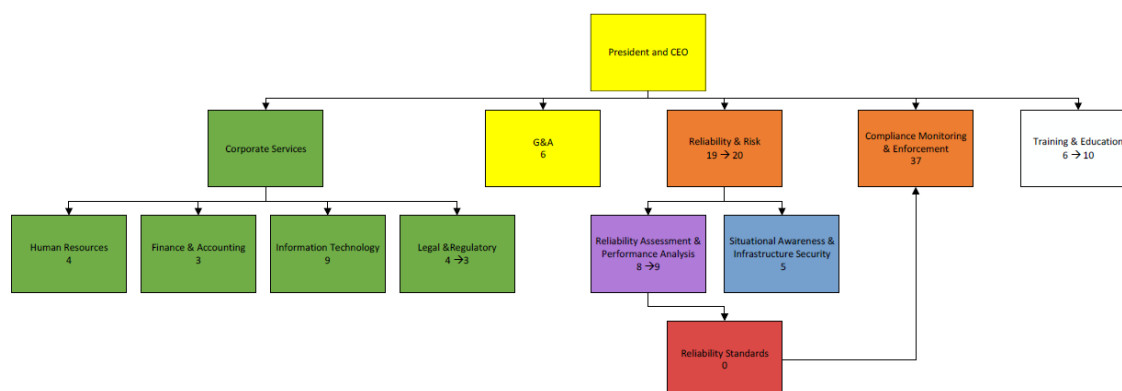 President and CEO
Corporate Services
G&A
6
Reliability & Risk
19 → 20
Compliance Monitoring
& Enforcement
37
Training & Education
6 → 10
Human Resources
4
Finance & Accounting
3
Information Technology
9
Legal &Regulatory
4 →3
Reliability Assessment &
Performance Analysis
8 →9
Situational Awareness &
Infrastructure Security
5
Reliability Standards
0